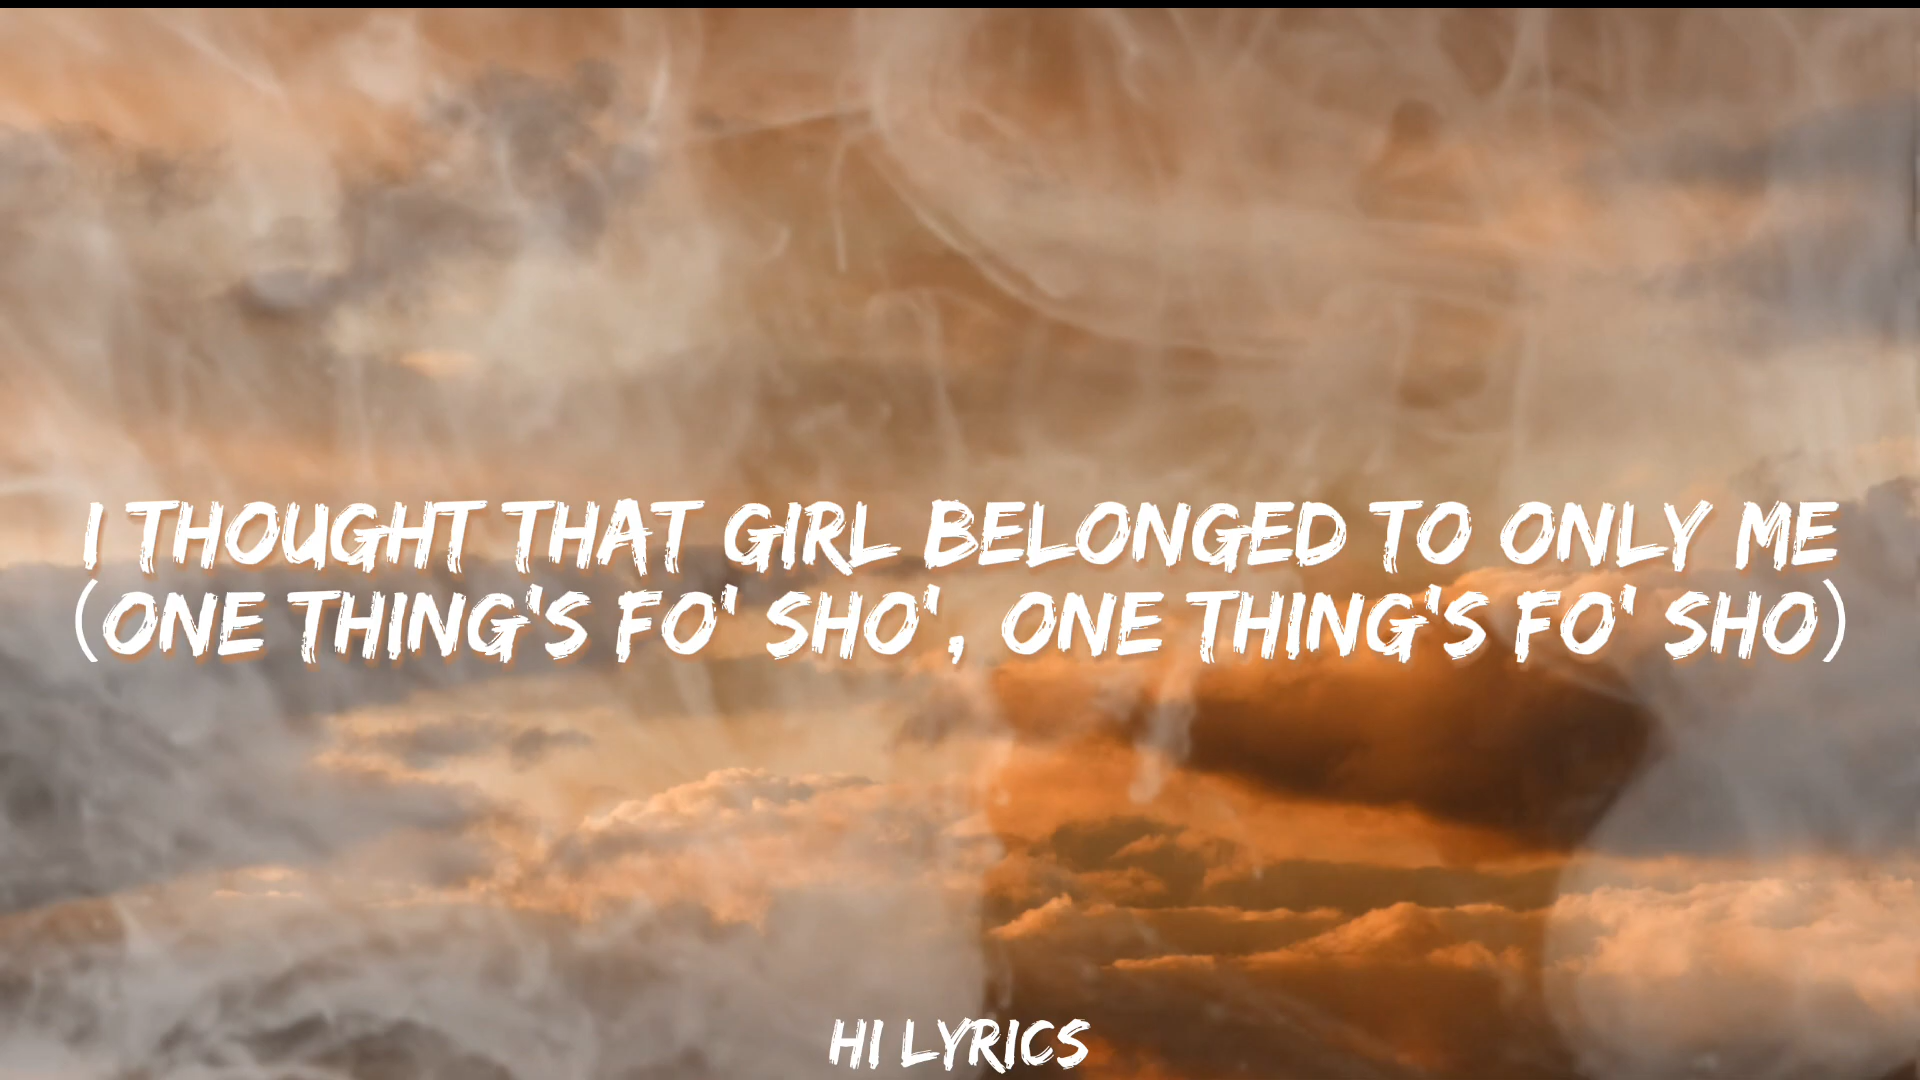 I THOUGHT THAT GIRL BELONGED TO ONLY ME
(ONE THING'S FO' SHO', ONE THING'S FO' SHO)
HI LYRICS